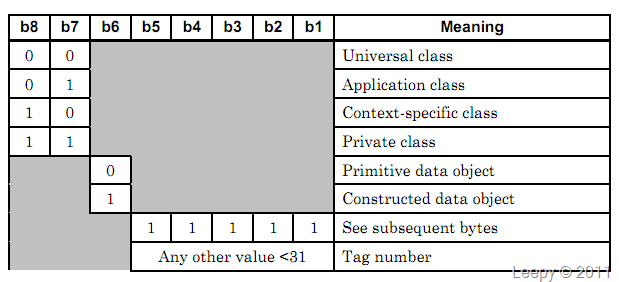 b8 b7 b6 b5 b4 b3 b2 b1 Meaning
0 0 Universal class
0 1 Application class
1 0 Context-specific class
1 1 Private class
0 Primitive data object
1 Constructed data object
1 1 1 1 1 See subsequent bytes
Any other value <31 Tag number
Leepy © 2011